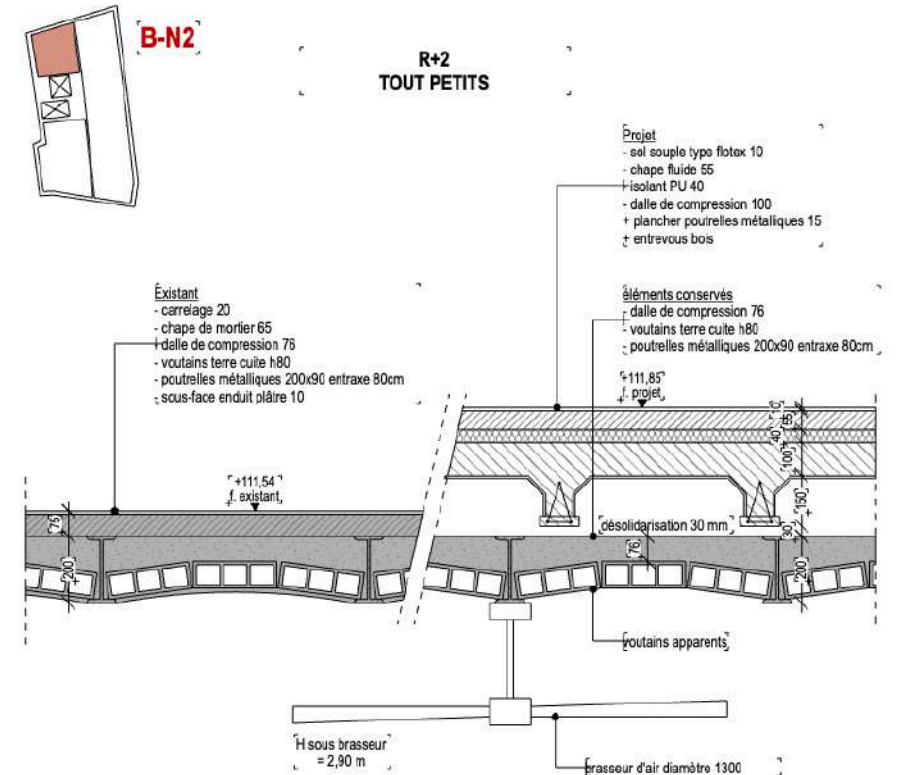 B-N2
R+2
TOUT PETITS
Projet
- sol souple type flotex 10
- chape fluide 55
- isolant PU 40
- dalle de compression 100
+ plancher poutrelles métalliques 15
+ entrevous bois
Existant
- carrelage 20
- chape de mortier 65
- dalle de compression 76
- voutains terre cuite h80
- poutrelles métalliques 200x90 entraxe 80cm
- sous-face enduit plâtre 10
éléments conservés
- dalle de compression 76
- voutains terre cuite h80
- poutrelles métalliques 200x90 entraxe 80cm
+111,85
f. projet
10
55
40
100
150
30
200
+111,54
f. existant
75
200
désolidarisation 30 mm
76
voutains apparents
H sous brasseur
= 2,90 m
brasseur d'air diamètre 1300